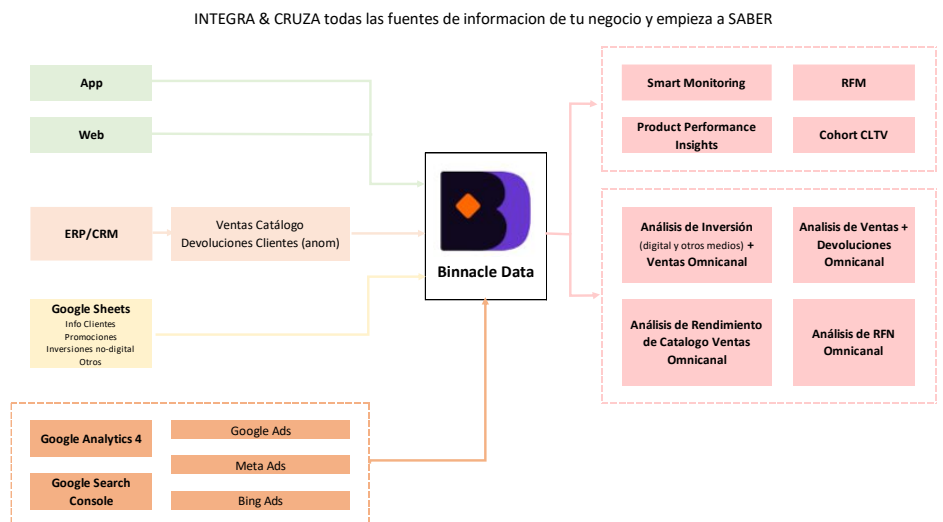 INTEGRA & CRUZA todas las fuentes de informacion de tu negocio y empieza a SABER
App
Web
ERP/CRM
Ventas Catálogo
Devoluciones Clientes (anom)
Google Sheets
Info Clientes
Promociones
Inversiones no-digital
Otros
Google Analytics 4
Google Search
Console
Google Ads
Meta Ads
Bing Ads
Binnacle Data
Smart Monitoring
RFM
Product Performance
Insights
Cohort CLTV
Análisis de Inversión
(digital y otros medios) +
Ventas Omnicanal
Analisis de Ventas +
Devoluciones
Omnicanal
Análisis de Rendimiento
de Catalogo Ventas
Omnicanal
Análisis de RFN
Omnicanal